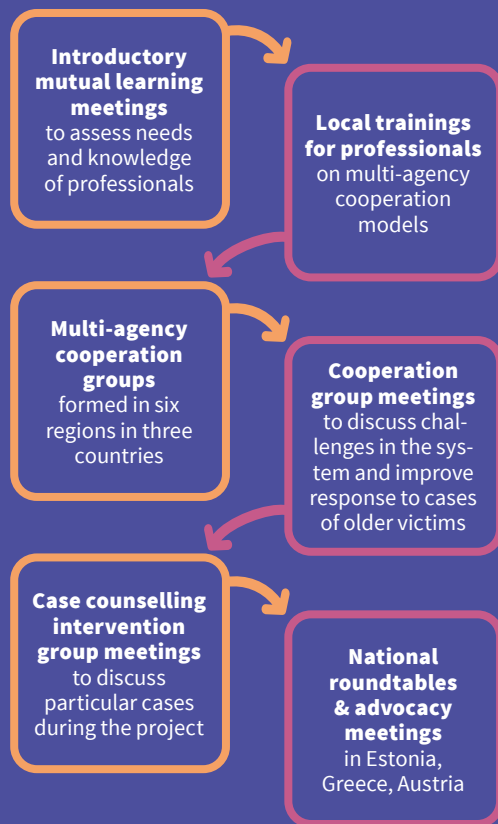 Introductory
mutual learning
meetings
to assess needs
and knowledge
of professionals
Local trainings
for professionals
on multi-agency
cooperation
models
Multi-agency
cooperation
groups
formed in six
regions in three
countries
Cooperation
group meetings
to discuss chal-
lenges in the sys-
tem and improve
response to cases
of older victims
Case counselling
intervention
group meetings
to discuss
particular cases
during the project
National
roundtables
& advocacy
meetings
in Estonia,
Greece, Austria